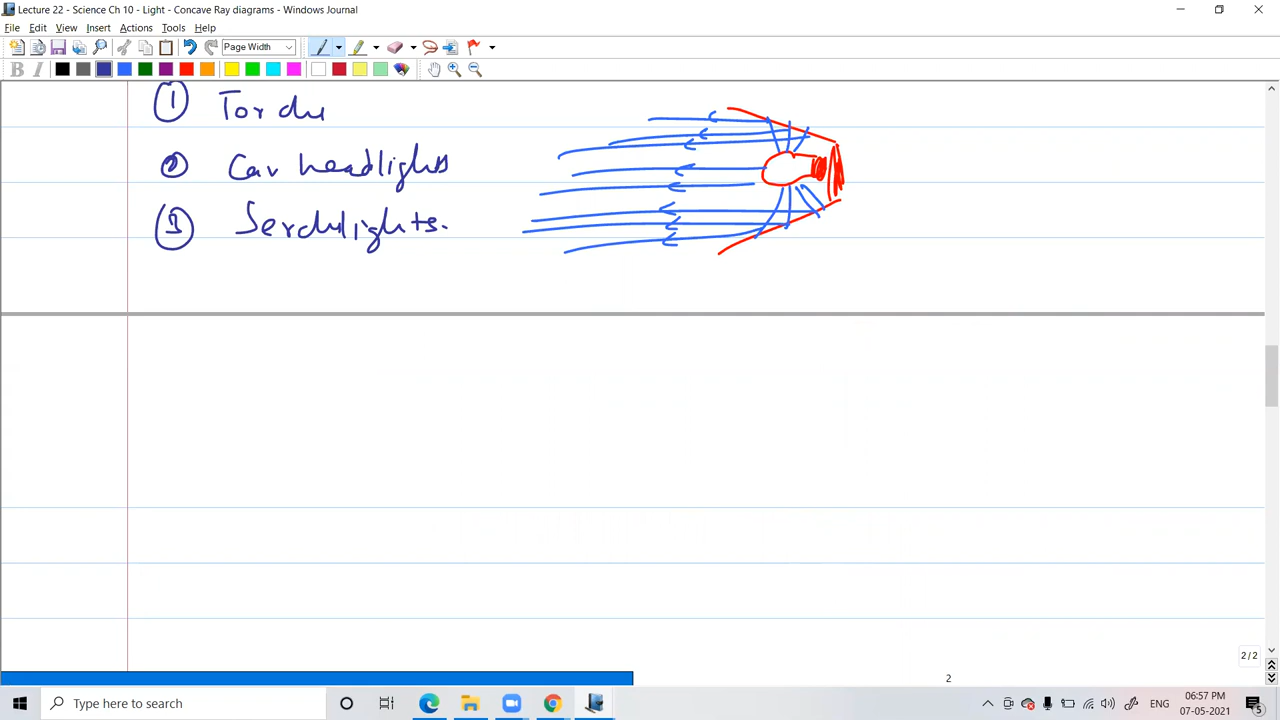 Lecture 22 - Science Ch 10 - Light - Concave Ray diagrams - Windows Journal
File Edit View Insert Actions Tools Help
Page Width
B I
① Torch
② Car headlights
③ Serchlights.
2/2
2
Type here to search
ENG
06:57 PM
07-05-2021
5